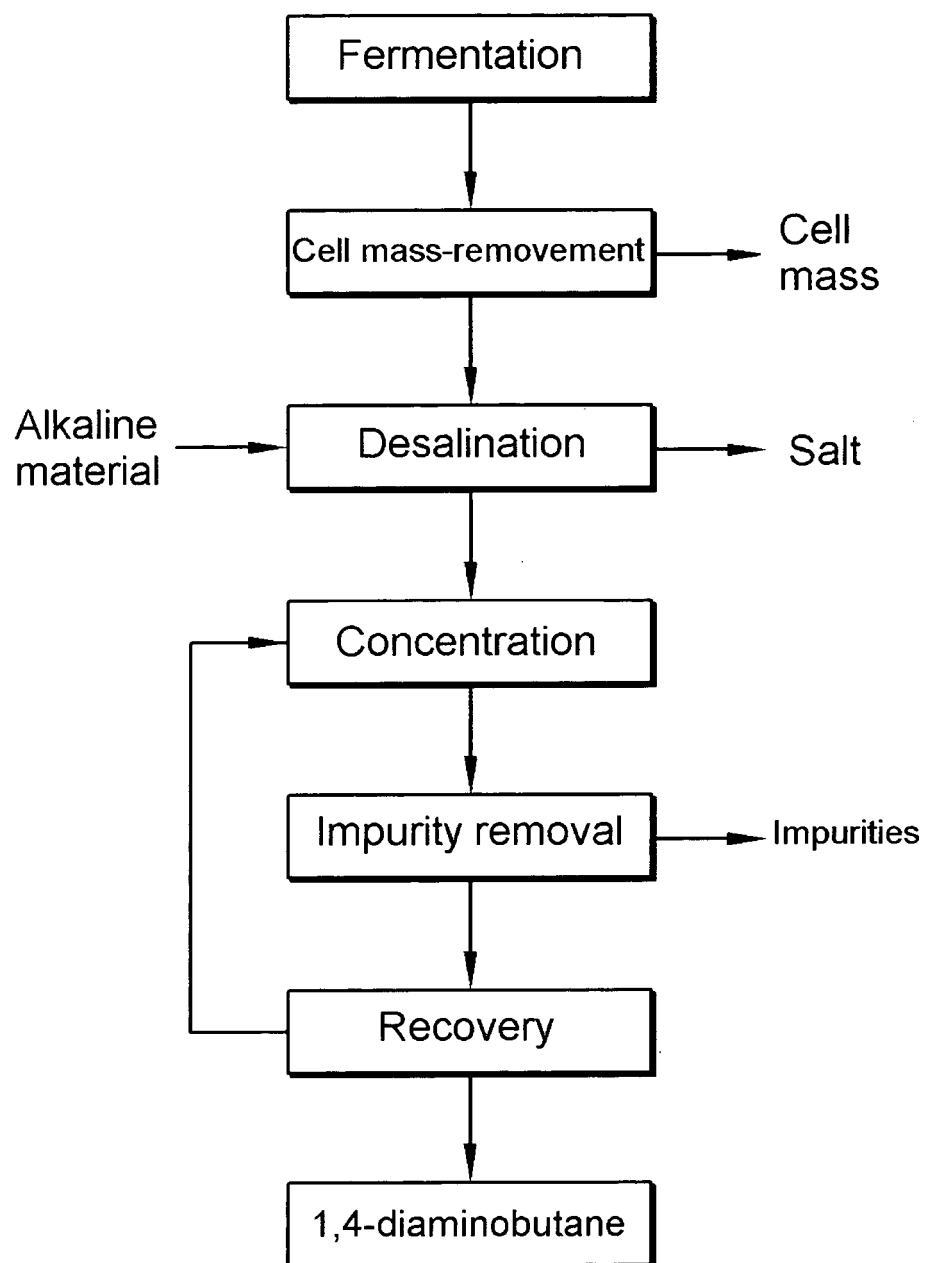 Fermentation
Cell mass-removement
Cell
mass
Alkaline
material
Desalination
Salt
Concentration
Impurity removal
Impurities
Recovery
1,4-diaminobutane